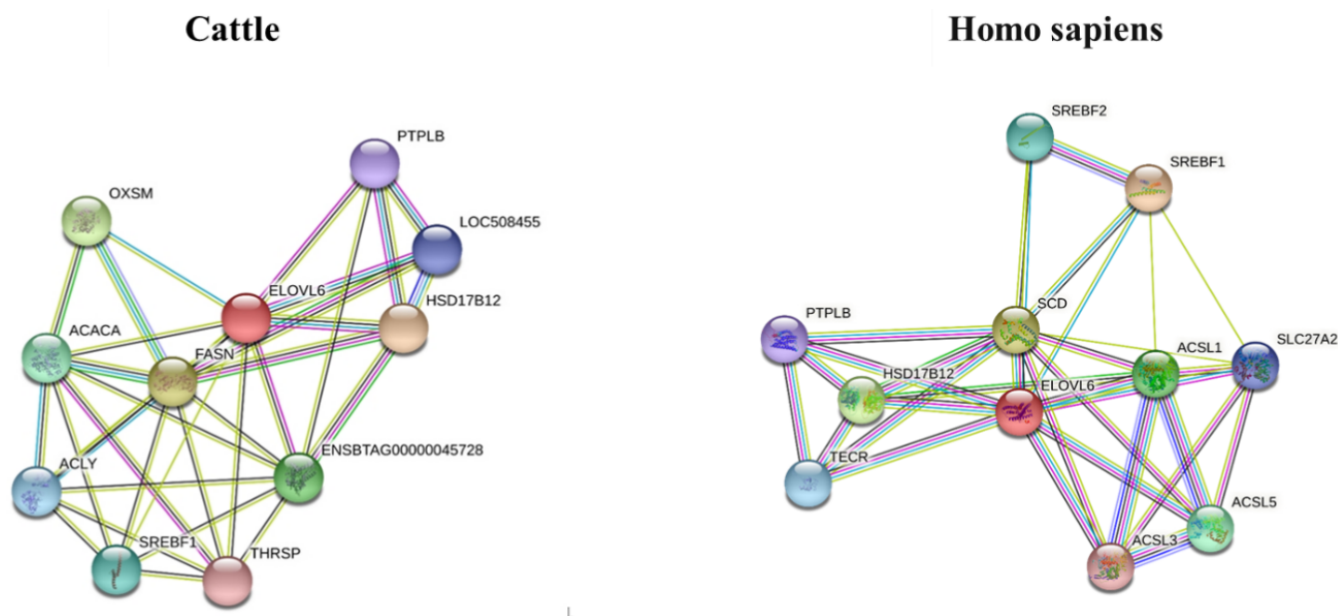 Cattle
Homo sapiens
PTPLB
OXSM
LOC508455
ELOVL6
HSD17B12
ACACA
FASN
ENSBTAG00000045728
ACLY
SREBF1
THRSP
SREBF2
SREBF1
SCD
PTPLB
SLC27A2
ACSL1
HSD17B12
ELOVL6
TECR
ACSL5
ACSL3